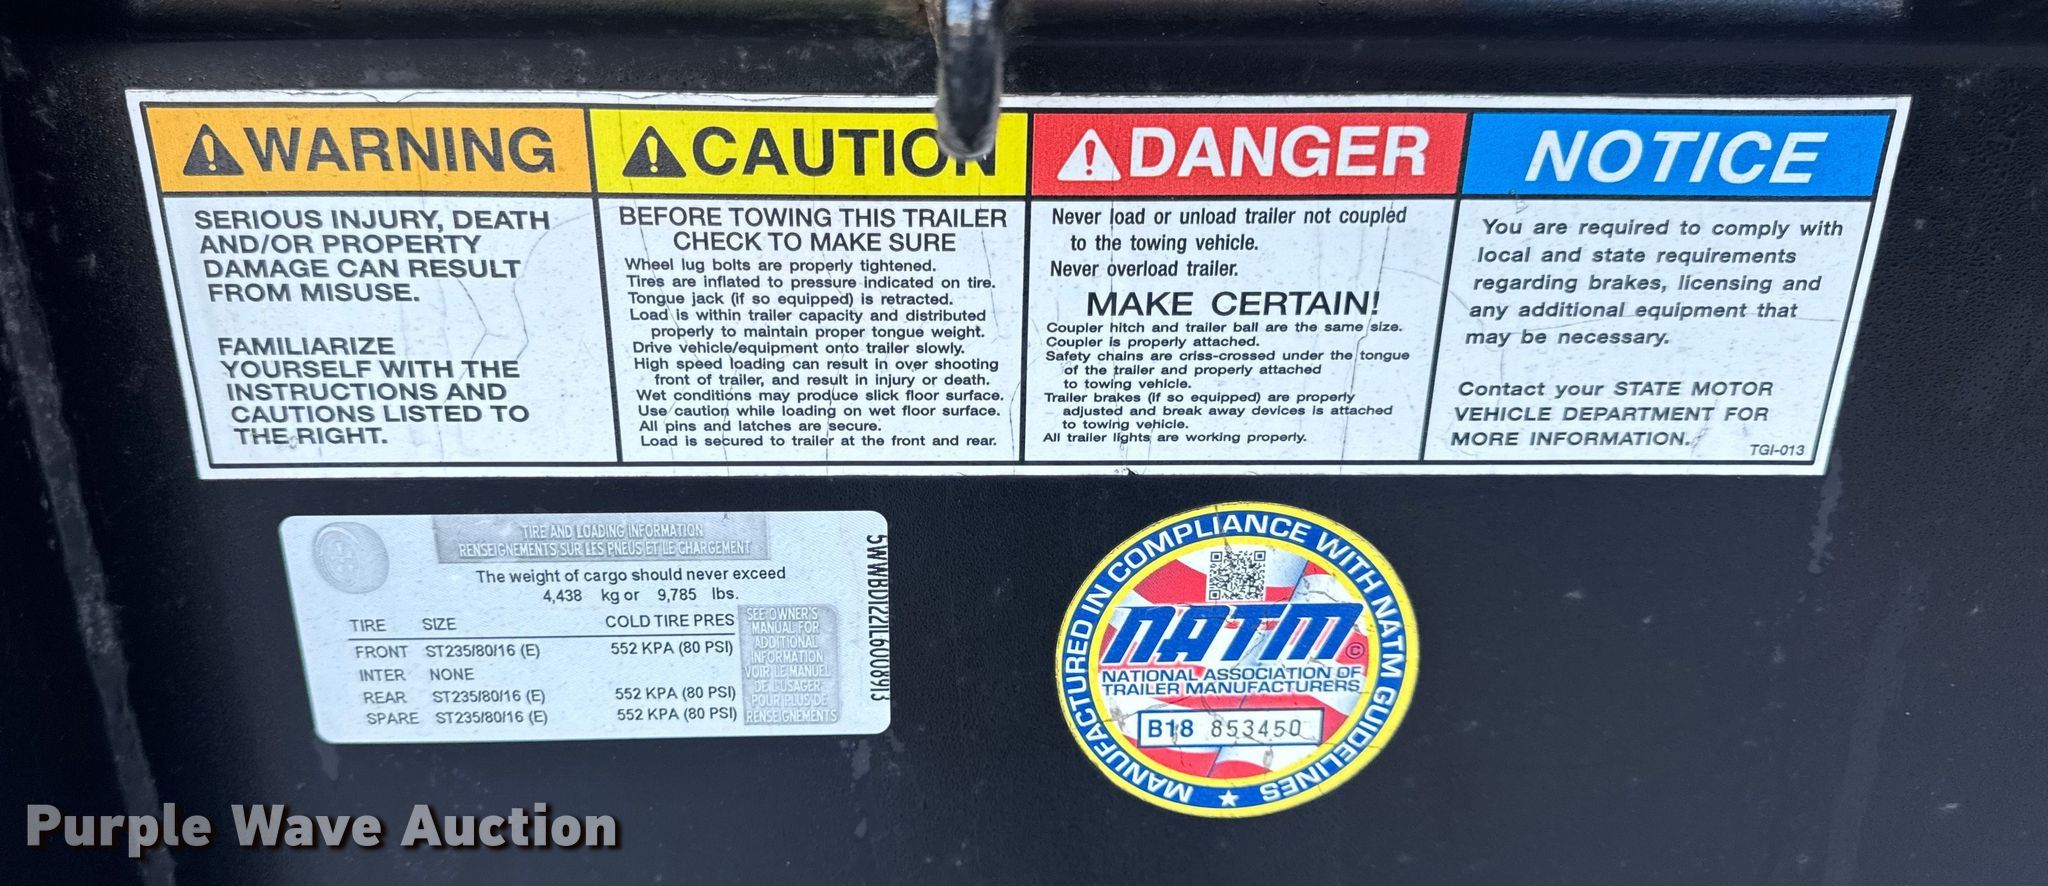 WARNING
SERIOUS INJURY, DEATH
AND/OR PROPERTY
DAMAGE CAN RESULT
FROM MISUSE.
FAMILIARIZE
YOURSELF WITH THE
INSTRUCTIONS AND
CAUTIONS LISTED TO
THE RIGHT.
CAUTION
BEFORE TOWING THIS TRAILER
CHECK TO MAKE SURE
Wheel lug bolts are properly tightened.
Tires are inflated to pressure indicated on tire.
Tongue jack (if so equipped) is retracted.
Load is within trailer capacity and distributed
properly to maintain proper tongue weight.
Drive vehicle/equipment onto trailer slowly.
High speed loading can result in over shooting
front of trailer, and result in injury or death.
Wet conditions may produce slick floor surface.
Use caution while loading on wet floor surface.
All pins and latches are secure.
Load is secured to trailer at the front and rear.
DANGER
Never load or unload trailer not coupled
to the towing vehicle.
Never overload trailer.
MAKE CERTAIN!
Coupler hitch and trailer ball are the same size.
Coupler is properly attached.
Safety chains are criss-crossed under the tongue
of the trailer and properly attached
to towing vehicle.
Trailer brakes (if so equipped) are properly
adjusted and break away devices is attached
to towing vehicle.
All trailer lights are working properly.
NOTICE
You are required to comply with
local and state requirements
regarding brakes, licensing and
any additional equipment that
may be necessary.
Contact your STATE MOTOR
VEHICLE DEPARTMENT FOR
MORE INFORMATION.
TGI-013
TIRE AND LOADING INFORMATION
RENSEIGNEMENTS SUR LES PNEUS ET LE CHARGEMENT
The weight of cargo should never exceed
4,438 kg or 9,785 lbs.
TIRE SIZE COLD TIRE PRES
FRONT ST235/80/16 (E) 552 KPA (80 PSI)
INTER NONE
REAR ST235/80/16 (E) 552 KPA (80 PSI)
SPARE ST235/80/16 (E) 552 KPA (80 PSI)
SEE OWNER'S
MANUAL FOR
ADDITIONAL
INFORMATION
VOIR LE MANUEL
DE L'USAGER
POUR PLUS DE
RENSEIGNEMENTS
5WWBD1221L6008913
MANUFACTURED IN COMPLIANCE WITH NATM GUIDELINES
NATM©
NATIONAL ASSOCIATION OF
TRAILER MANUFACTURERS
B18 853450
Purple Wave Auction